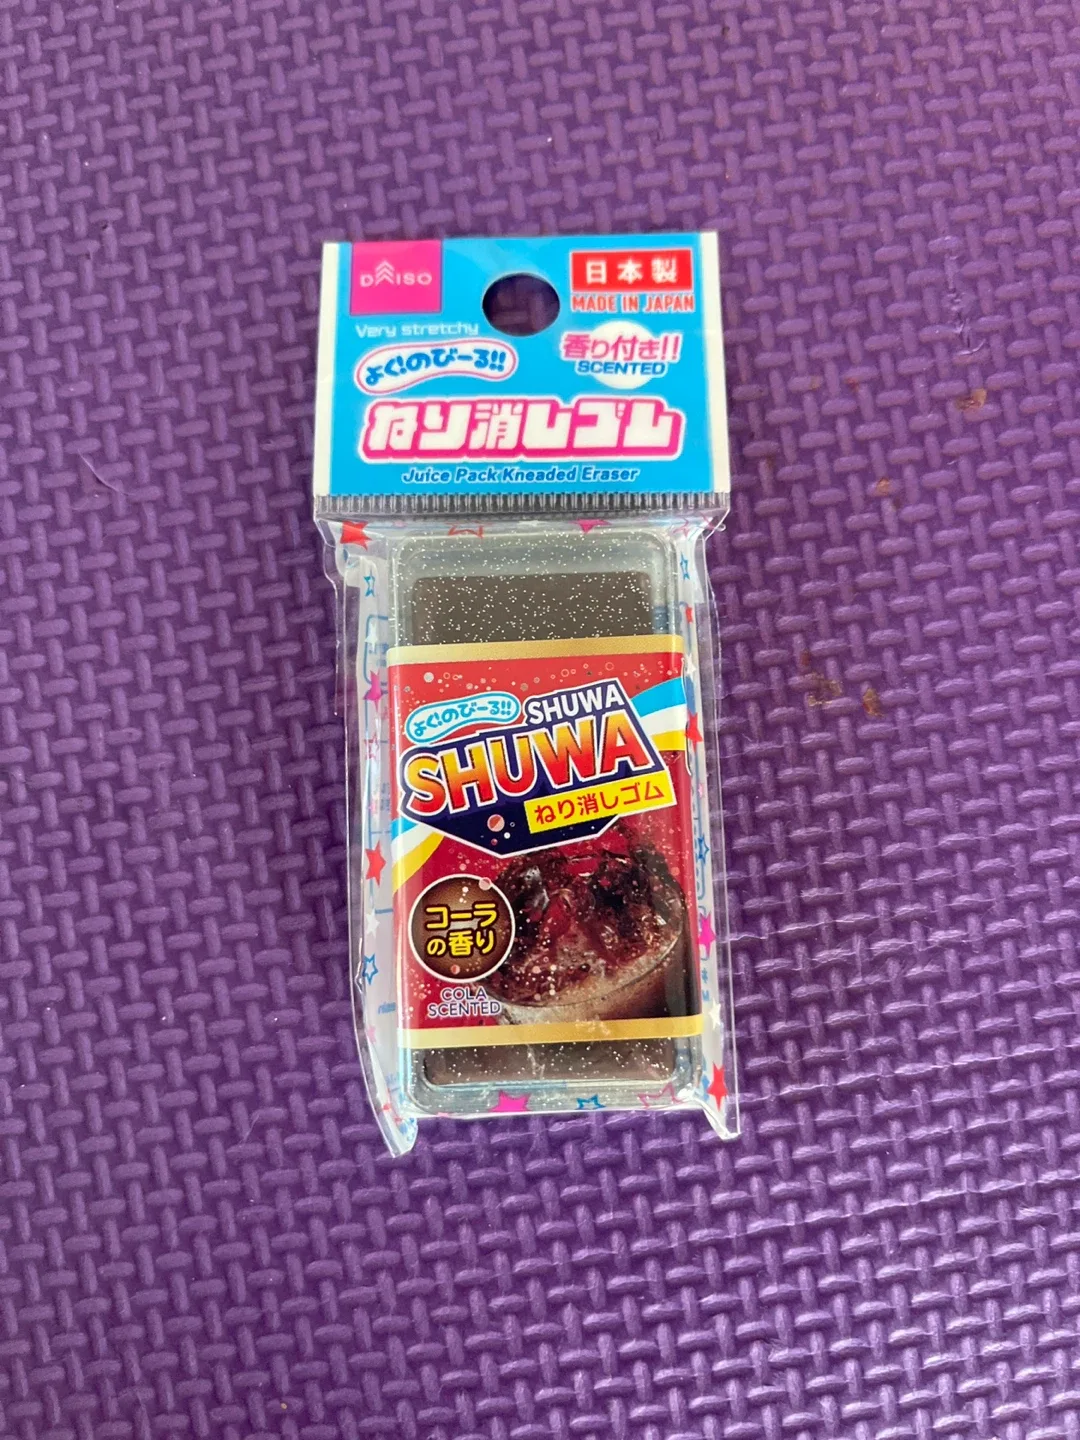 DAISO
日本製
MADE IN JAPAN
Very stretchy
よく!のびーる!!
香り付き!!
SCENTED
ねり消しゴム
Juice Pack Kneaded Eraser
よく!のびーる!!
SHUWA
SHUWA
ねり消しゴム
コーラ
の香り
COLA
SCENTED